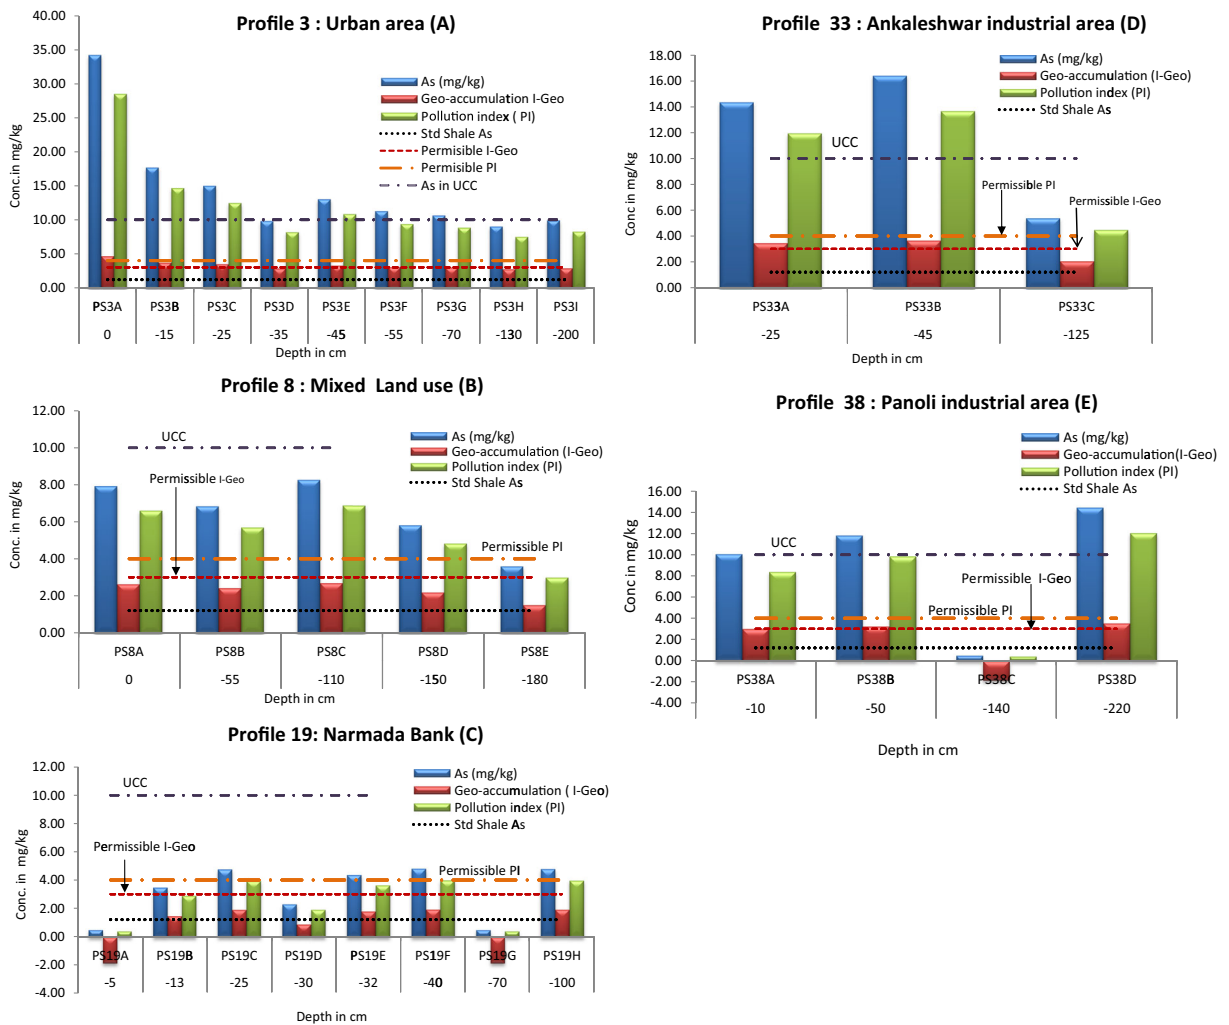 Profile 3 : Urban area (A)
40.00
35.00
30.00
25.00
20.00
15.00
10.00
5.00
0.00
Conc.in mg/kg
As (mg/kg)
Geo-accumulation I-Geo
Pollution index ( PI)
Std Shale As
Permisible I-Geo
Permisible PI
As in UCC
PS3A PS3B PS3C PS3D PS3E PS3F PS3G PS3H PS3I
0 -15 -25 -35 -45 -55 -70 -130 -200
Depth in cm
Profile 33 : Ankaleshwar industrial area (D)
18.00
16.00
14.00
12.00
10.00
8.00
6.00
4.00
2.00
0.00
Conc in mg/kg
As (mg/kg)
Geo-accumulation (I-Geo)
Pollution index (PI)
Std Shale As
UCC
Permissible PI
Permissible I-Geo
PS33A PS33B PS33C
-25 -45 -125
Depth in cm
Profile 8 : Mixed Land use (B)
12.00
10.00
8.00
6.00
4.00
2.00
0.00
Conc. in mg/kg
UCC
As (mg/kg)
Geo-accumulation (I-Geo)
Pollution index (PI)
Std Shale As
Permissible I-Geo
Permissible PI
PS8A PS8B PS8C PS8D PS8E
0 -55 -110 -150 -180
Depth in cm
Profile 38 : Panoli industrial area (E)
As (mg/kg)
Geo-accumulation(I-Geo)
Pollution index (PI)
Std Shale As
16.00
14.00
12.00
10.00
8.00
6.00
4.00
2.00
0.00
-2.00
-4.00
Conc in mg/kg
UCC
Permissible I-Geo
Permissible PI
PS38A PS38B PS38C PS38D
-10 -50 -140 -220
Depth in cm
Profile 19: Narmada Bank (C)
12.00
10.00
8.00
6.00
4.00
2.00
0.00
-2.00
-4.00
Conc. in mg/kg
UCC
As (mg/kg)
Geo-accumulation ( I-Geo)
Pollution index (PI)
Std Shale As
Permissible I-Geo
Permissible PI
PS19A PS19B PS19C PS19D PS19E PS19F PS19G PS19H
-5 -13 -25 -30 -32 -40 -70 -100
Depth in cm